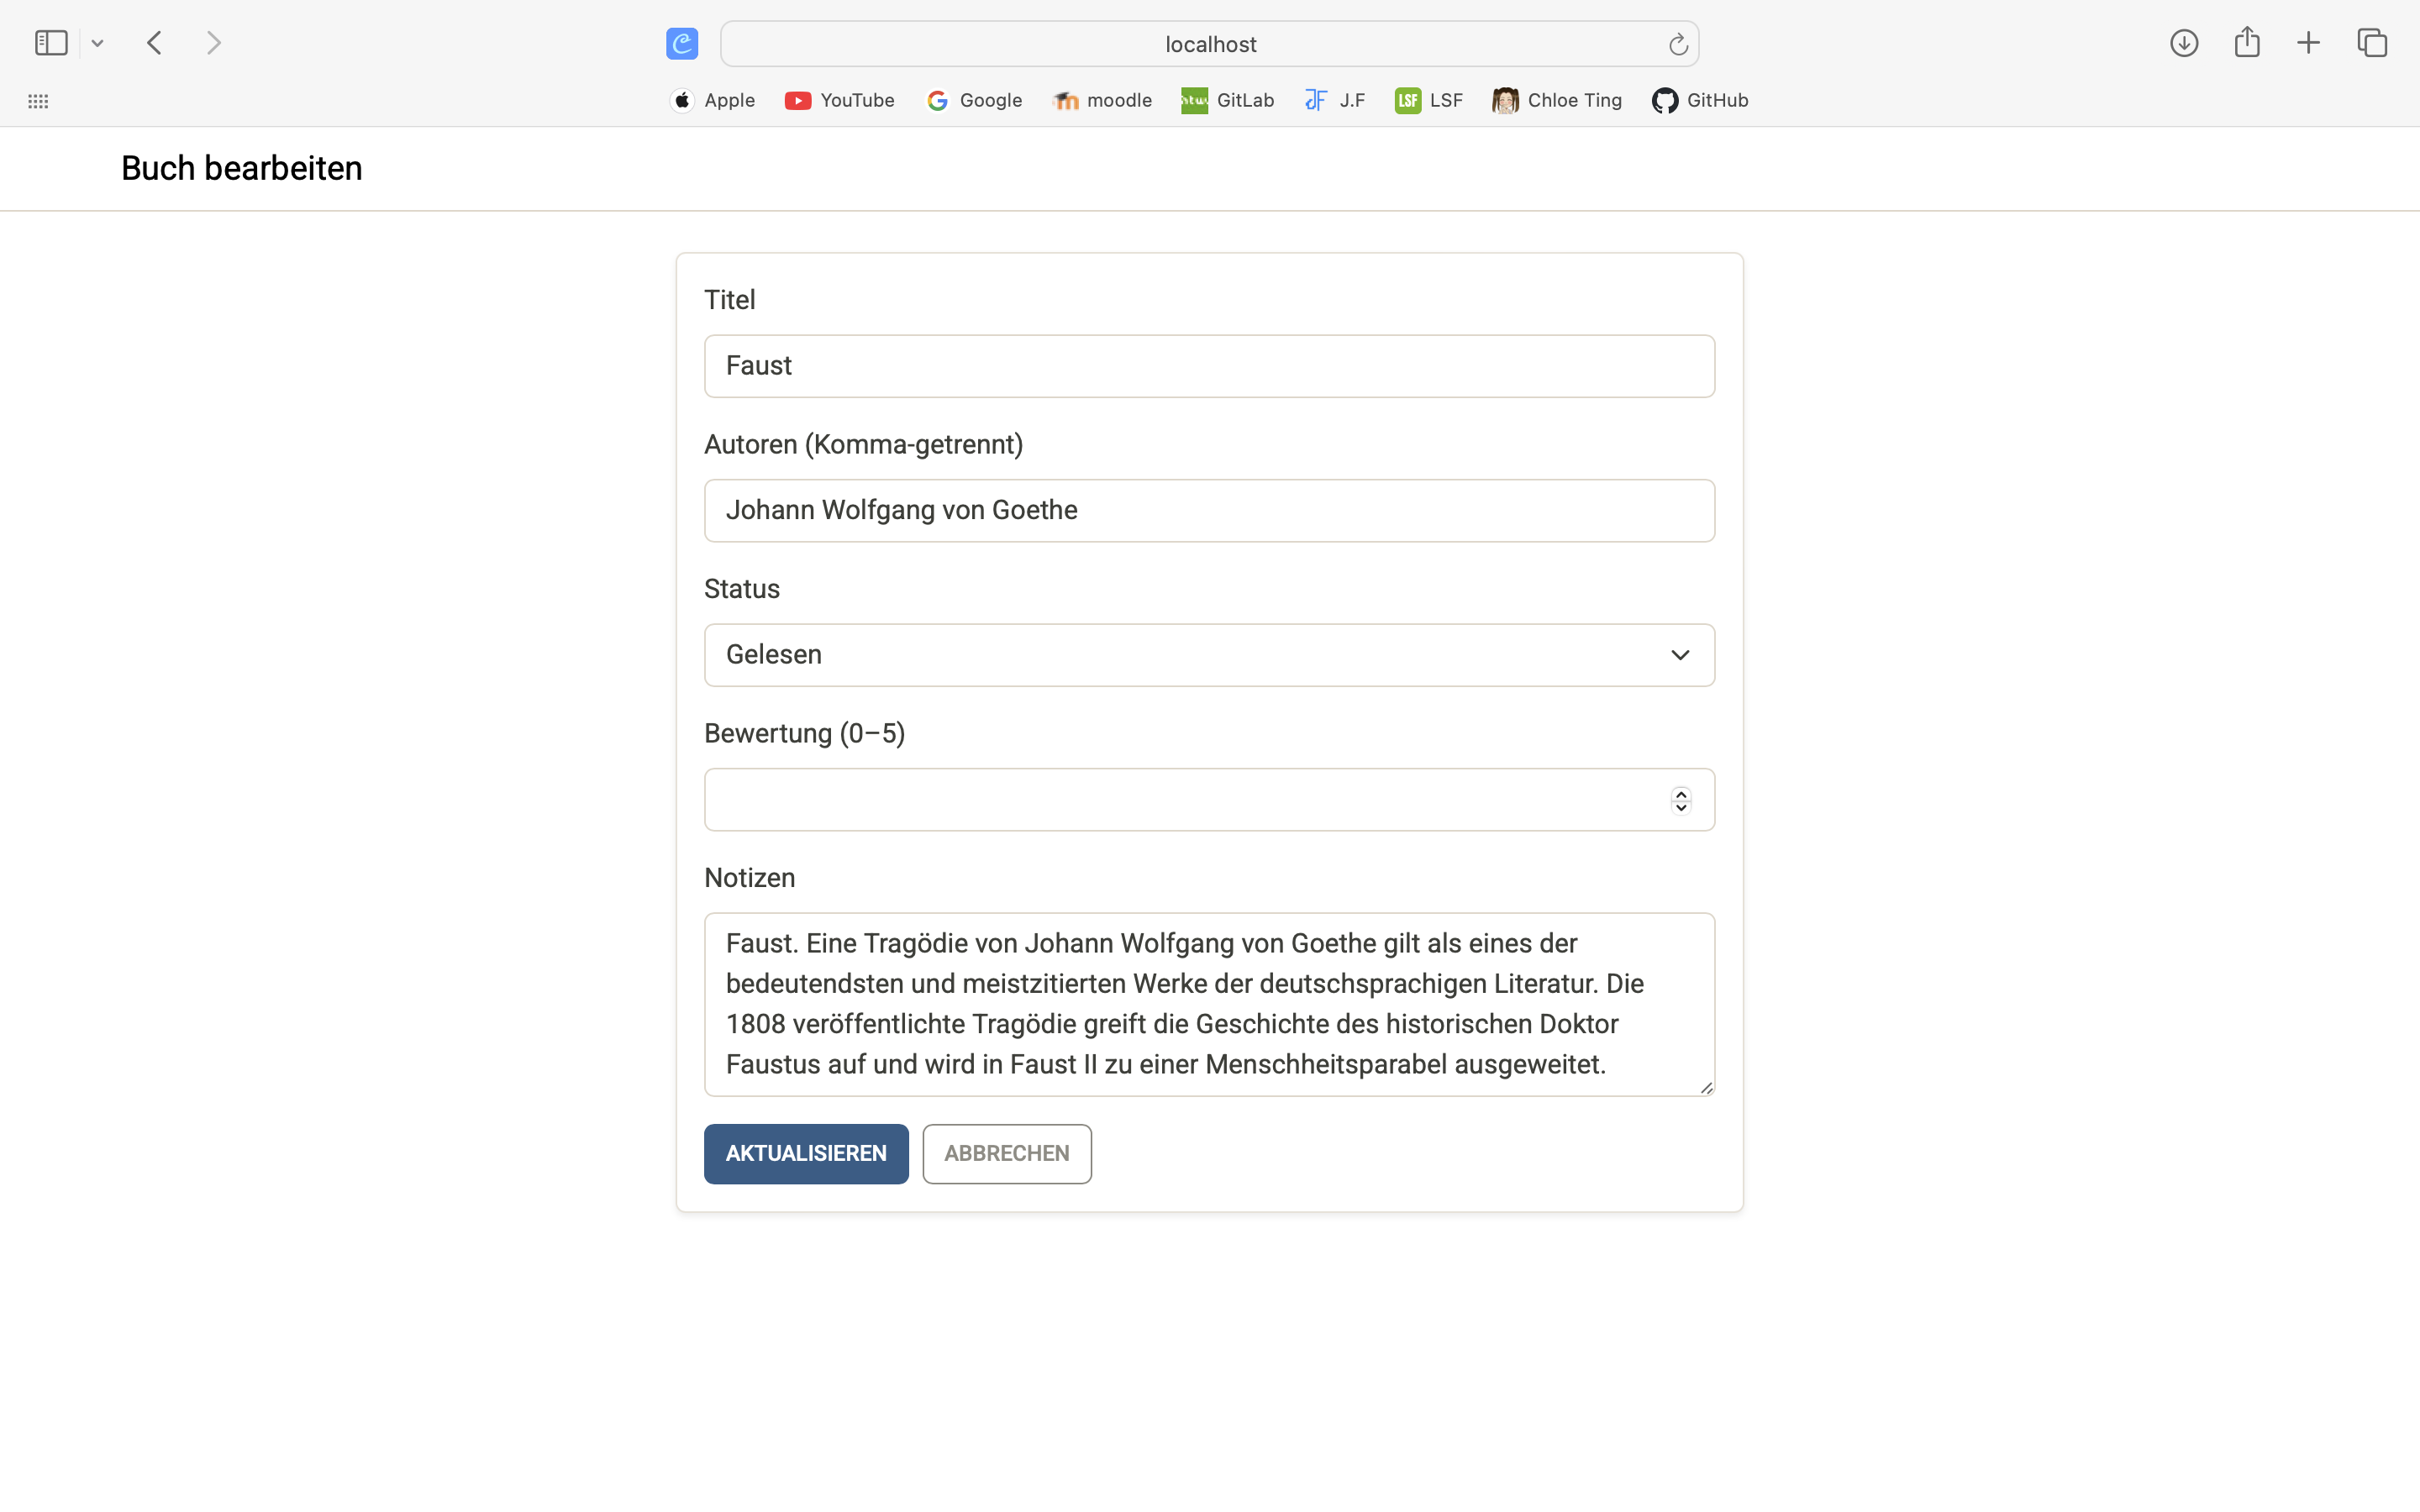 localhost
Apple YouTube Google moodle GitLab J.F LSF LSF Chloe Ting GitHub
Buch bearbeiten
Titel
Faust
Autoren (Komma-getrennt)
Johann Wolfgang von Goethe
Status
Gelesen
Bewertung (0–5)
Notizen
Faust. Eine Tragödie von Johann Wolfgang von Goethe gilt als eines der
bedeutendsten und meistzitierten Werke der deutschsprachigen Literatur. Die
1808 veröffentlichte Tragödie greift die Geschichte des historischen Doktor
Faustus auf und wird in Faust II zu einer Menschheitsparabel ausgeweitet.
AKTUALISIEREN ABBRECHEN